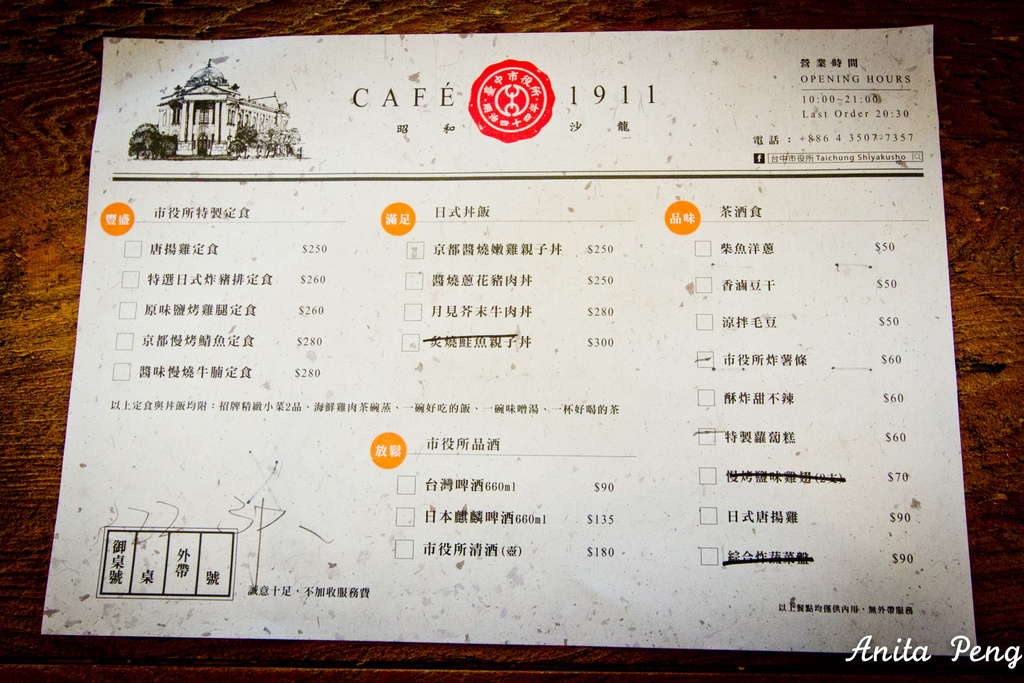 CAFÉ 1911
昭和沙龍
臺中市役所
營業時間
OPENING HOURS
10:00~21:00
Last Order 20:30
電話：+886 4 3507-7357
f 台中市役所 Taichung Shiyakusho
豐盛 市役所特製定食
唐揚雞定食 $250
特選日式炸豬排定食 $260
原味鹽烤雞腿定食 $260
京都慢烤鯖魚定食 $280
醬味慢燒牛腩定食 $280
滿足 日式丼飯
京都醬燒嫩雞親子丼 $250
醬燒蔥花豬肉丼 $250
月見芥末牛肉丼 $280
炙燒鮭魚親子丼 $300
以上定食與丼飯均附：招牌精緻小菜2品、海鮮雞肉茶碗蒸、一碗好吃的飯、一碗味噌湯、一杯好喝的茶
放鬆 市役所品酒
台灣啤酒660ml $90
日本麒麟啤酒660ml $135
市役所清酒(壺) $180
品味 茶酒食
柴魚洋蔥 $50
香滷豆干 $50
涼拌毛豆 $50
市役所炸薯條 $60
酥炸甜不辣 $60
特製蘿蔔糕 $60
慢烤鹽味雞翅(2支) $70
日式唐揚雞 $90
綜合炸蔬菜盤 $90
御桌號 桌 外帶 號
誠意十足，不加收服務費
以上餐點均僅供內用，無外帶服務
Anita Peng